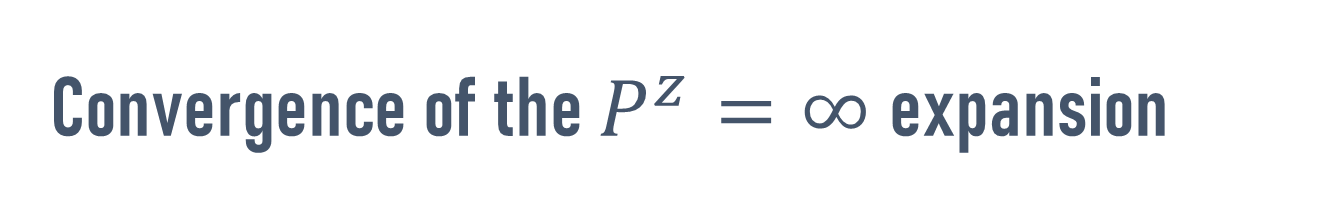 Convergence of the P^z = ∞ expansion